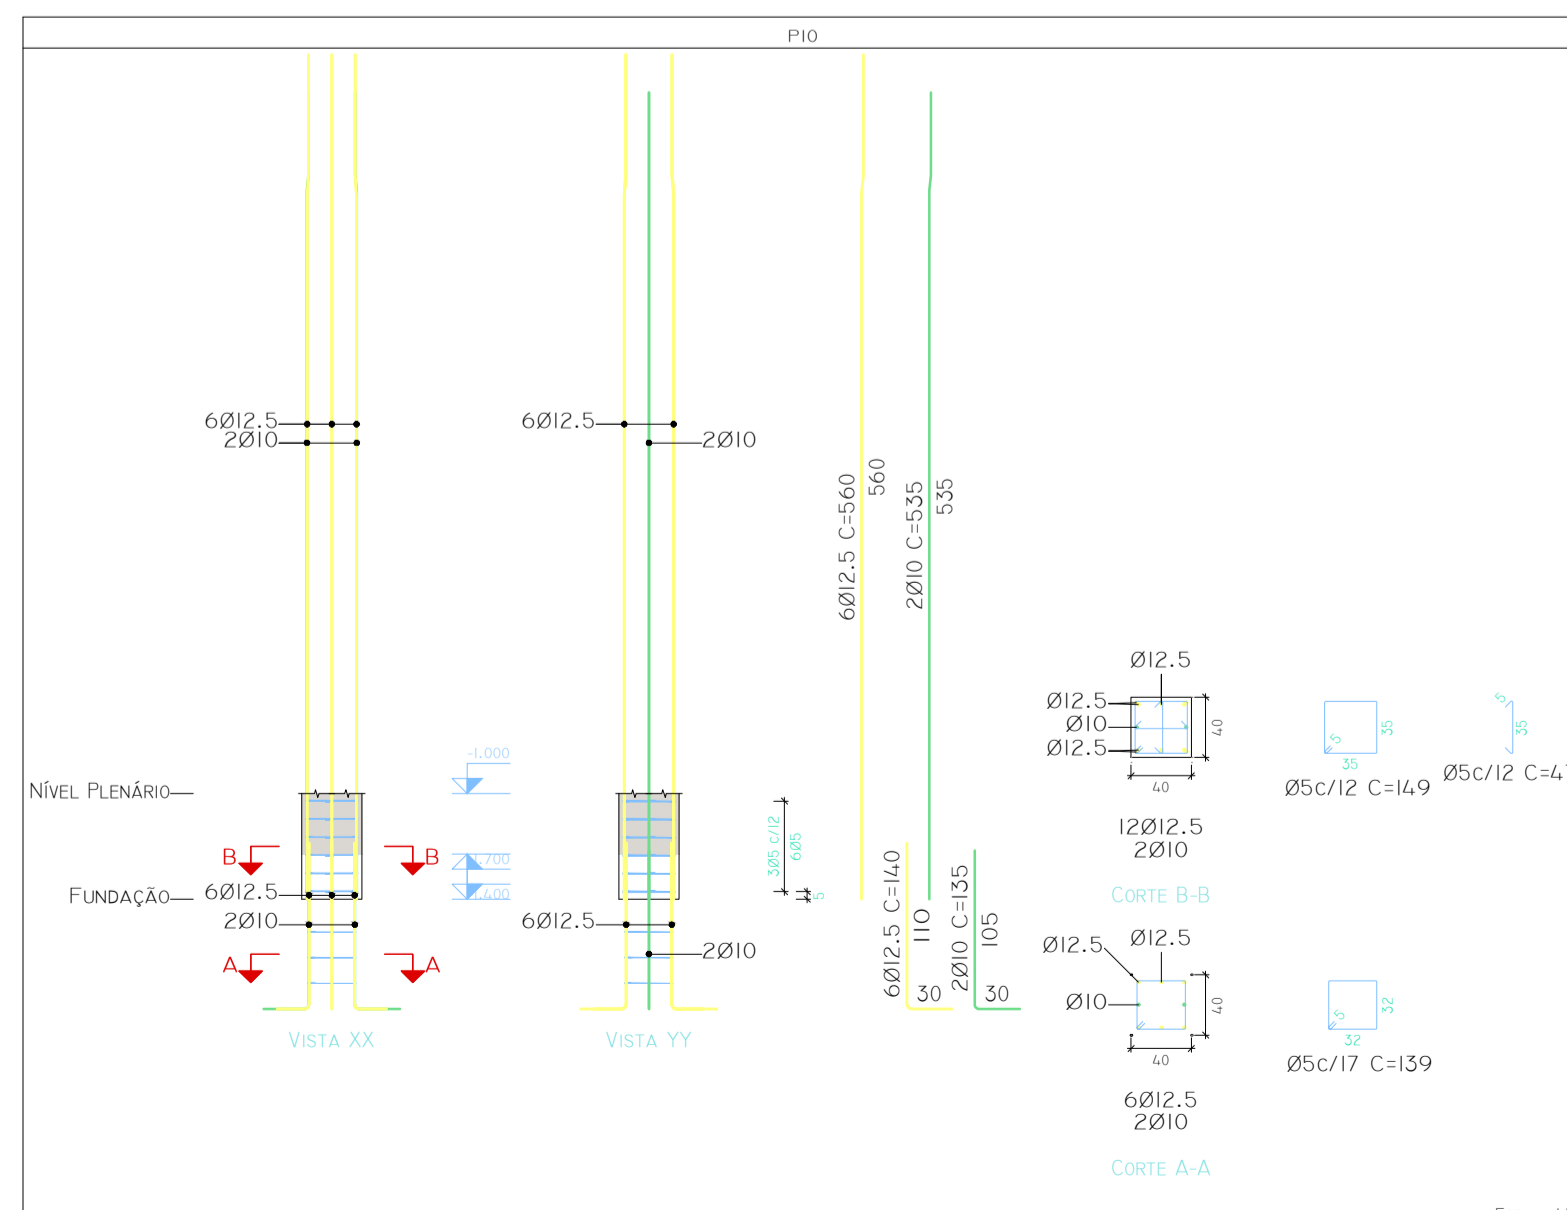 P10
6Ø12.5
2Ø10
6Ø12.5
2Ø10
6Ø12.5 C=560
560
2Ø10 C=535
535
NÍVEL PLENÁRIO
-1.000
B
B
FUNDAÇÃO
6Ø12.5
2Ø10
6Ø12.5
2Ø10
A
A
VISTA XX
VISTA YY
3Ø5 c/12
6Ø5
5
6Ø12.5 C=140
110
30
2Ø10 C=135
105
30
Ø12.5
Ø12.5
Ø10
Ø12.5
40
40
12Ø12.5
2Ø10
CORTE B-B
5
35
35
Ø5c/12 C=149
5
35
Ø5c/12 C=4
Ø12.5
Ø12.5
Ø10
40
40
6Ø12.5
2Ø10
CORTE A-A
5
32
32
Ø5c/17 C=139